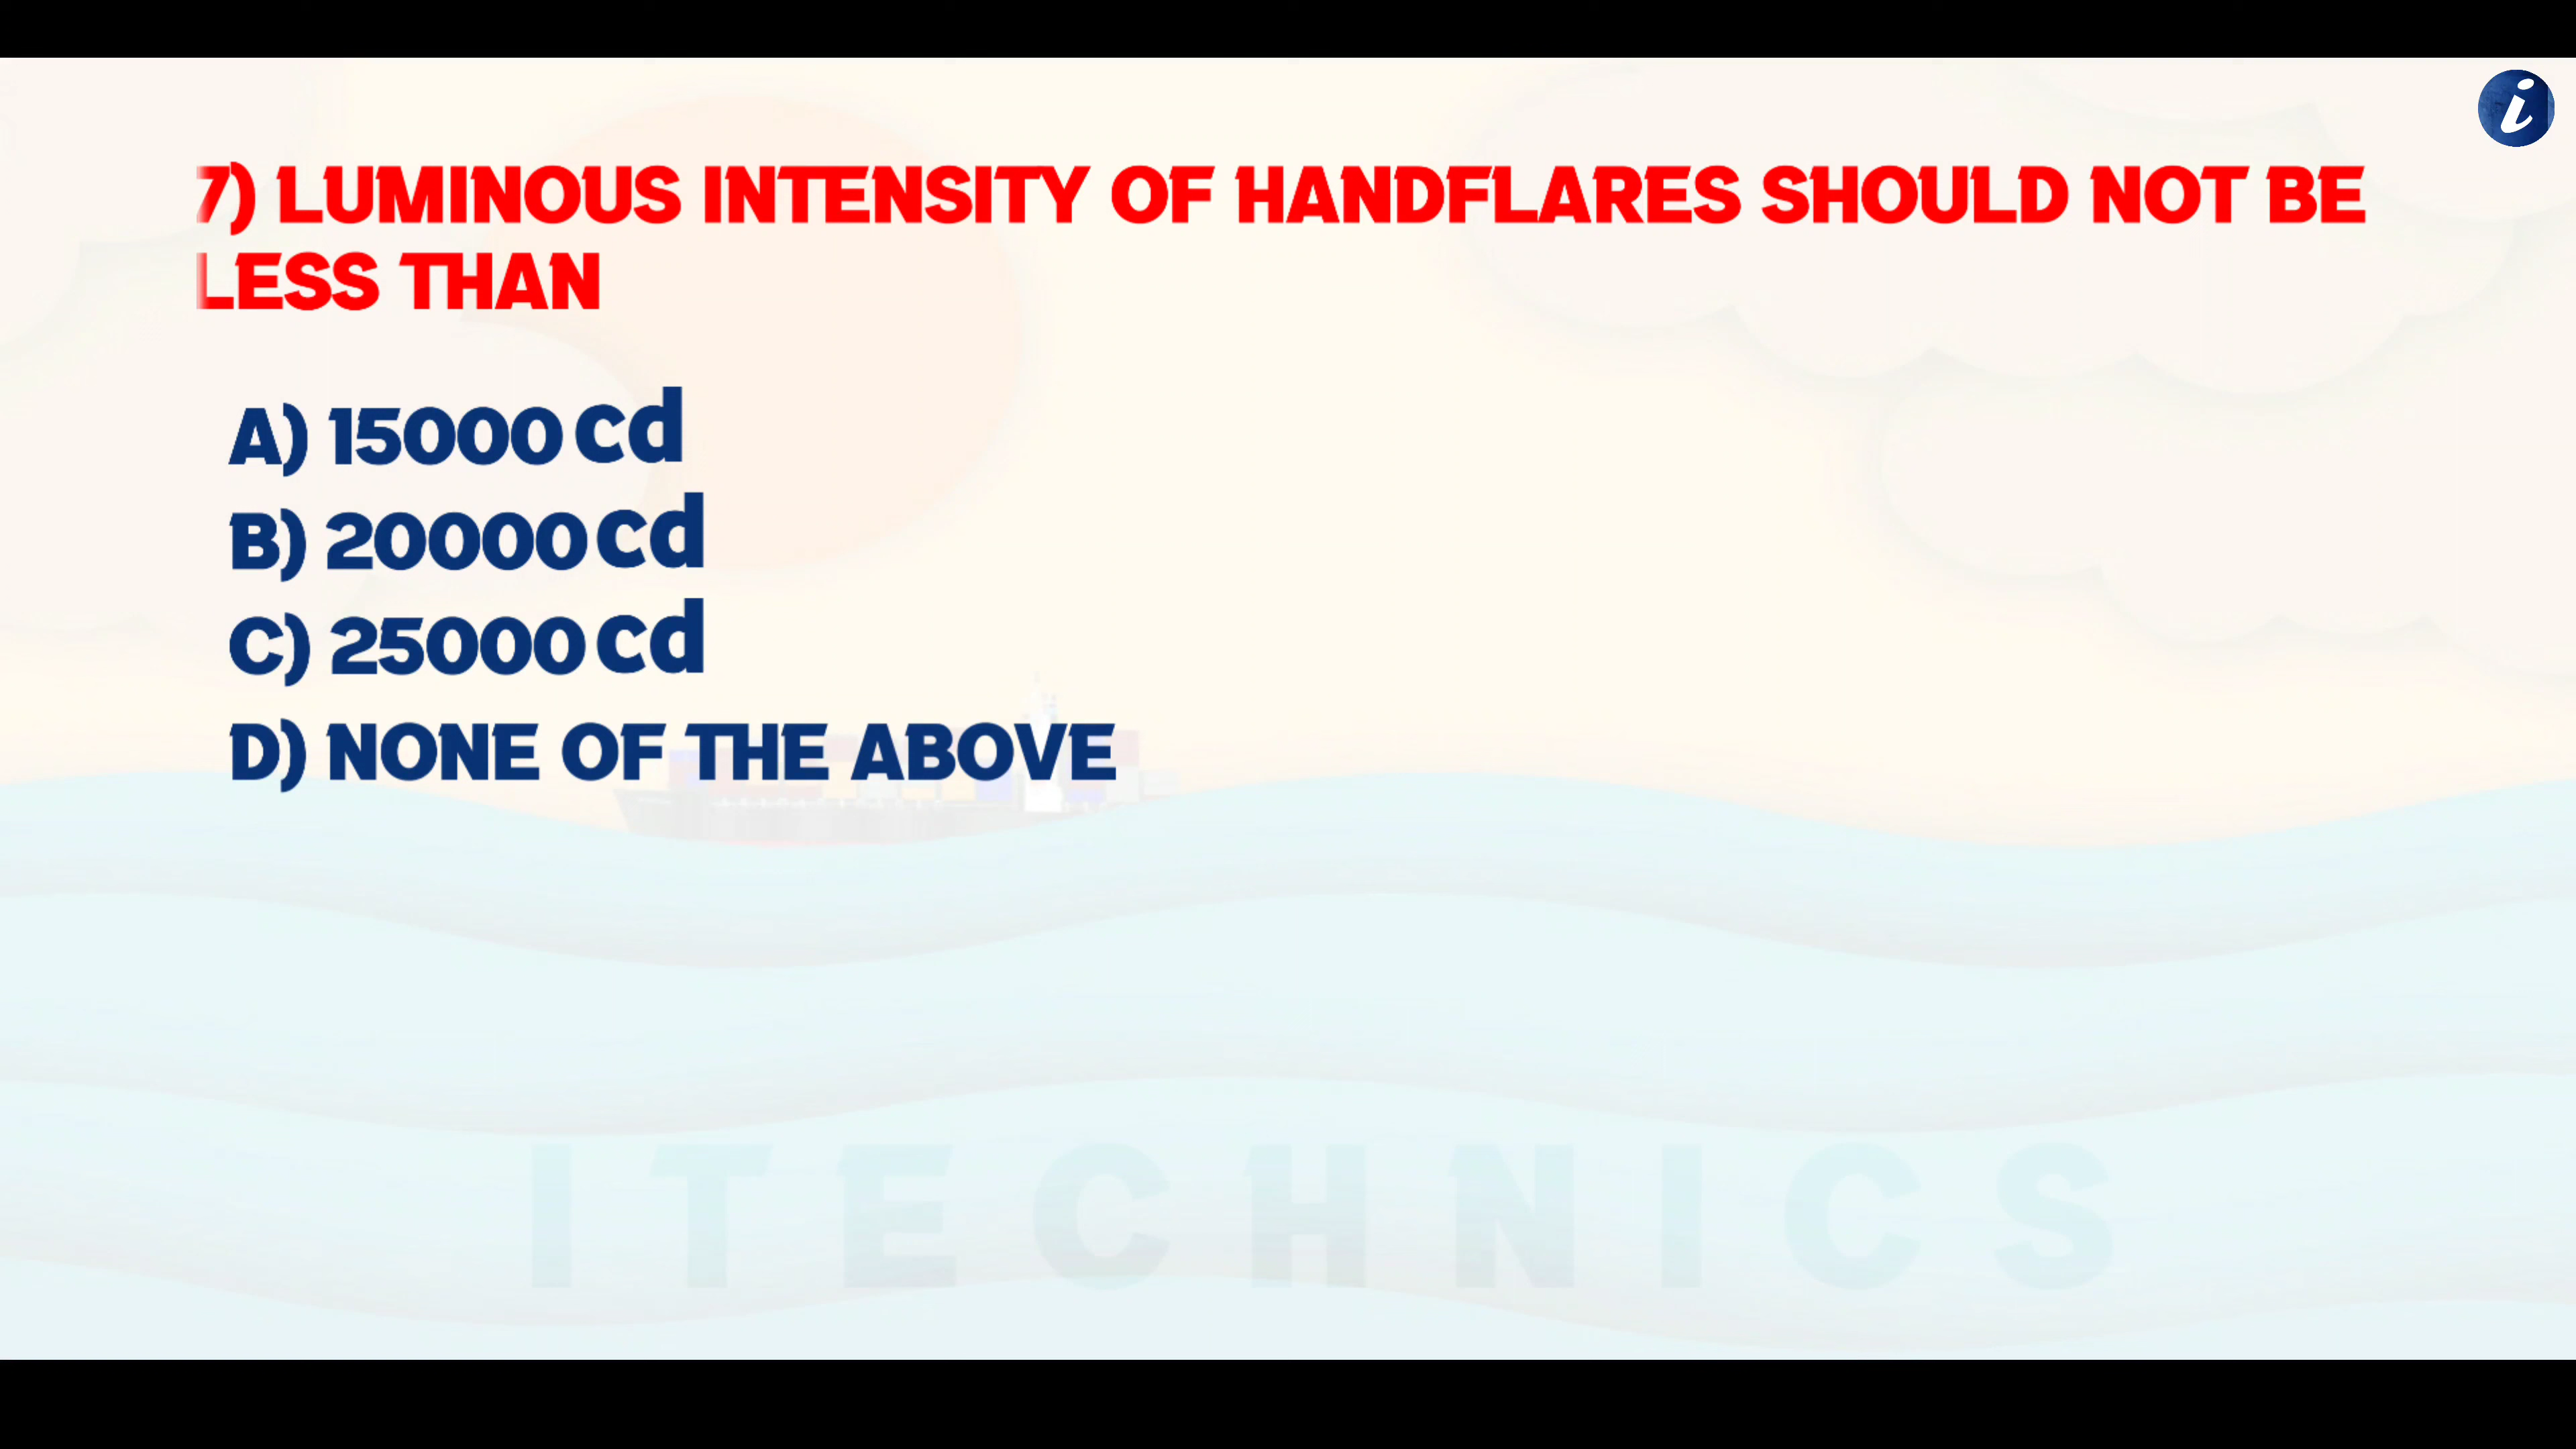 7) LUMINOUS INTENSITY OF HANDFLARES SHOULD NOT BE
LESS THAN
A) 15000 cd
B) 20000 cd
C) 25000 cd
D) NONE OF THE ABOVE
ITECHNICS
i